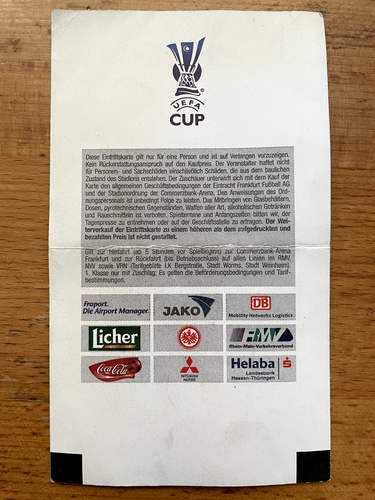 UEFA
CUP
Diese Eintrittskarte gilt nur für eine Person und ist auf Verlangen vorzuzeigen.
Kein Rückerstattungsanspruch auf den Kaufpreis. Der Veranstalter haftet nicht
für Personen- und Sachschäden einschließlich Schäden, die aus dem baulichen
Zustand des Stadions entstehen. Der Zuschauer unterwirft sich mit dem Kauf der
Karte den allgemeinen Geschäftsbedingungen der Eintracht Frankfurt Fußball AG
und der Stadionordnung der Commerzbank-Arena. Den Anweisungen des Ord-
nungspersonals ist unbedingt Folge zu leisten. Das Mitbringen von Glasbehältern,
Dosen, pyrotechnischen Gegenständen, Waffen aller Art, alkoholischen Getränken
und Rauschmitteln ist verboten. Spieltermine und Anfangszeiten bitten wir, der
Tagespresse zu entnehmen oder auf der Geschäftsstelle zu erfragen. Der Wei-
terverkauf der Eintrittskarte zu einem höheren als dem aufgedruckten und
bezahlten Preis ist nicht gestattet.
Gilt zur Hinfahrt (ab 5 Stunden vor Spielbeginn) zur Commerzbank-Arena
Frankfurt und zur Rückfahrt (bis Betriebsschluss) auf allen Linien im RMV,
NVV sowie VRN (Tarifgebiete LK Bergstraße, Stadt Worms, Stadt Weinheim).
1. Klasse nur mit Zuschlag; Es gelten die Beförderungsbedingungen und Tarif-
bestimmungen.
Fraport.
Die Airport Manager.
JAKO
DB
Mobility Networks Logistics
Licher
RMV
Rhein-Main-Verkehrsverbund
Coca-Cola
MITSUBISHI
MOTORS
Helaba
Landesbank
Hessen-Thüringen